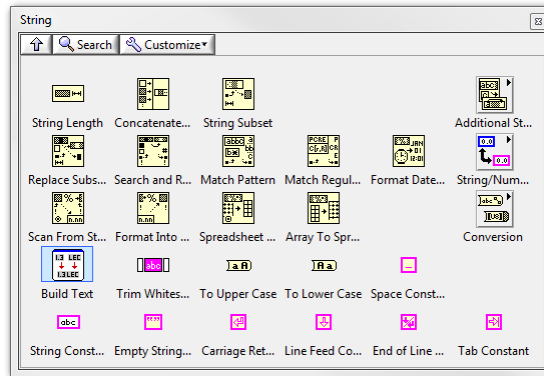 String
Search Customize
String Length Concatenate... String Subset Additional St...
Replace Subs... Search and R... Match Pattern Match Regul... Format Date... String/Num...
Scan From St... Format Into ... Spreadsheet ... Array To Spr... Conversion
Build Text Trim Whites... To Upper Case To Lower Case Space Const...
String Const... Empty String... Carriage Ret... Line Feed Co... End of Line ... Tab Constant